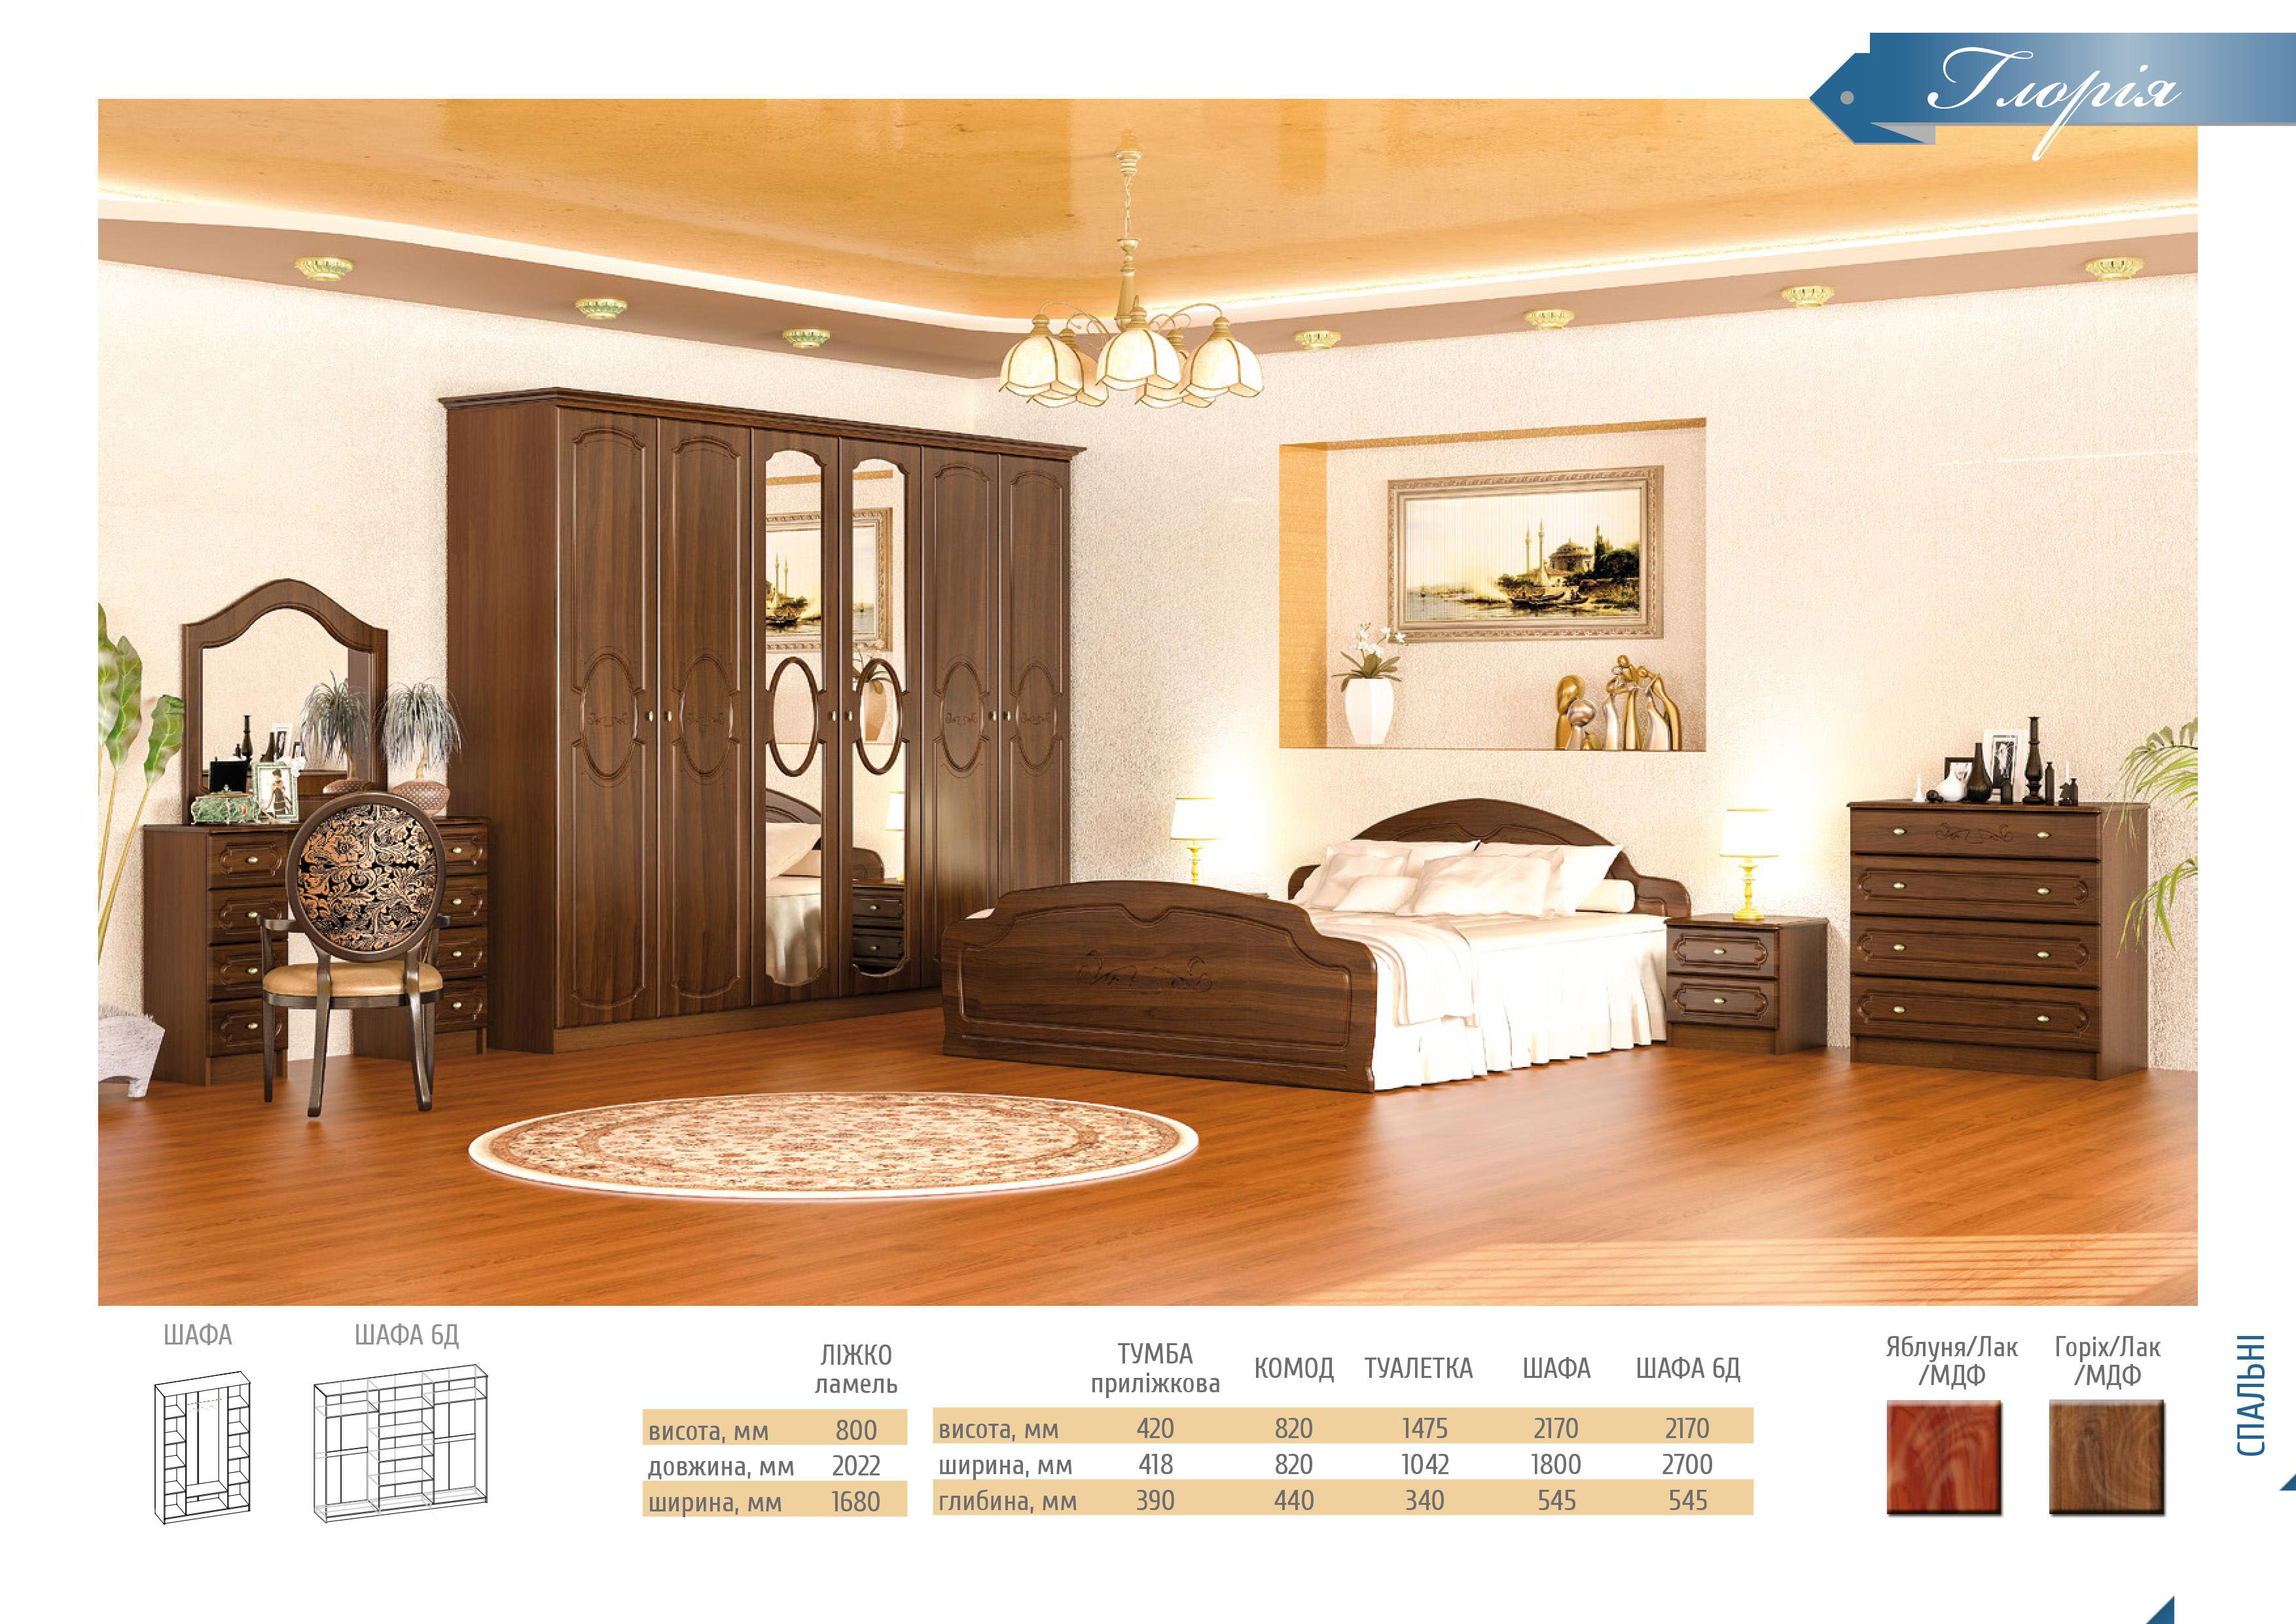 Глорія
ШАФА
ШАФА 6Д
ЛІЖКО
ламель
висота, мм 800
довжина, мм 2022
ширина, мм 1680
ТУМБА
приліжкова
КОМОД ТУАЛЕТКА ШАФА ШАФА 6Д
висота, мм 420 820 1475 2170 2170
ширина, мм 418 820 1042 1800 2700
глибина, мм 390 440 340 545 545
Яблуня/Лак
/МДФ
Горіх/Лак
/МДФ
СПАЛЬНІ